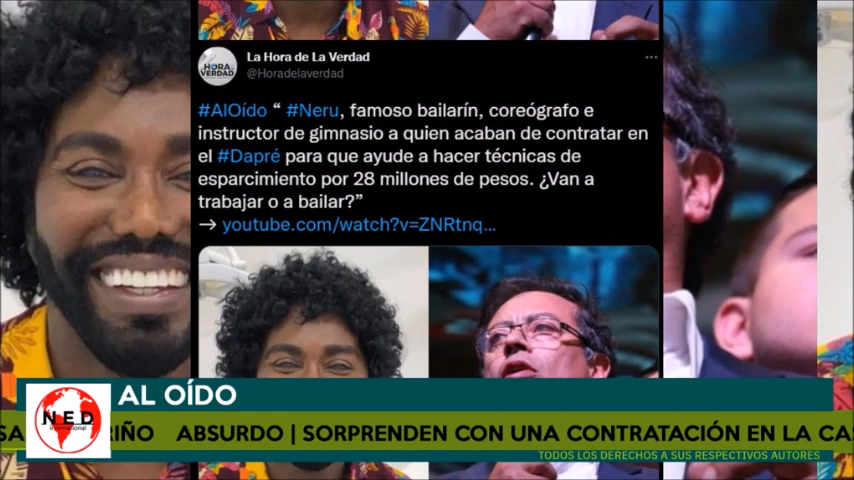 HORA
VERDAD
La Hora de La Verdad
@Horadelaverdad
#AlOído “ #Neru, famoso bailarín, coreógrafo e
instructor de gimnasio a quien acaban de contratar en
el #Dapré para que ayude a hacer técnicas de
esparcimiento por 28 millones de pesos. ¿Van a
trabajar o a bailar?”
→ youtube.com/watch?v=ZNRtnq...
AL OÍDO
NED
internacional
RIÑO ABSURDO | SORPRENDEN CON UNA CONTRATACIÓN EN LA CAS
TODOS LOS DERECHOS A SUS RESPECTIVOS AUTORES